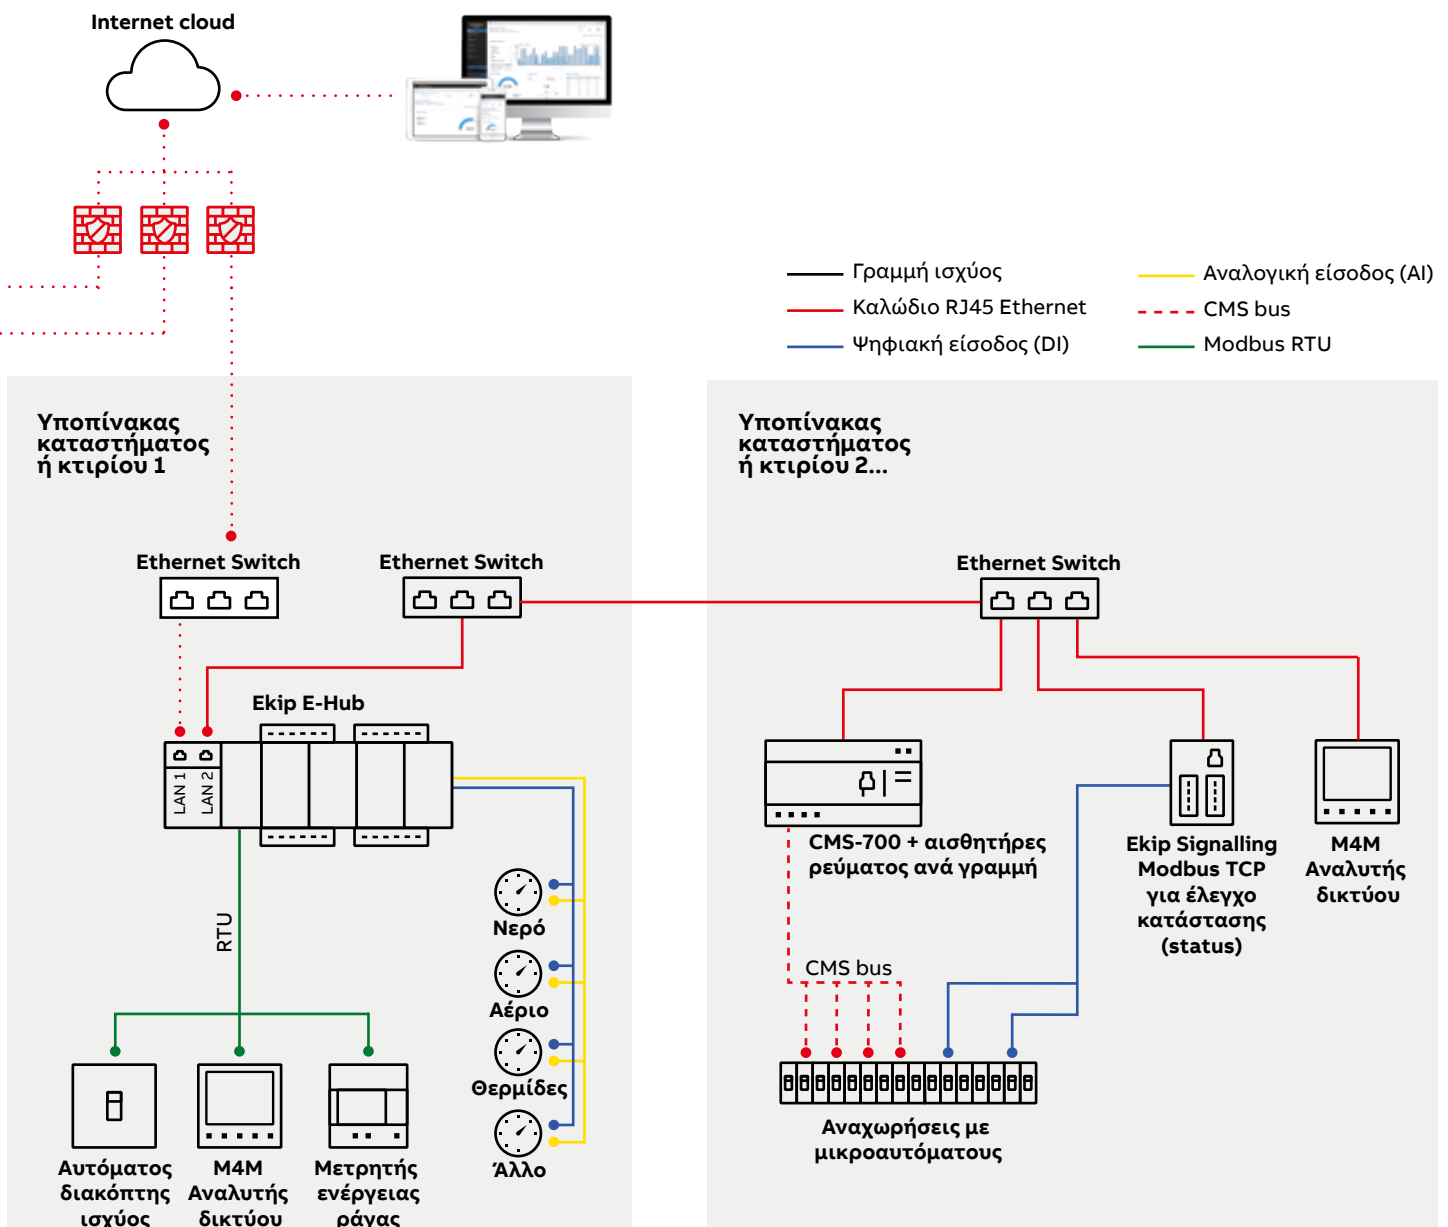 Internet cloud
Γραμμή ισχύος
Καλώδιο RJ45 Ethernet
Ψηφιακή είσοδος (DI)
Αναλογική είσοδος (AI)
CMS bus
Modbus RTU
Υποπίνακας
καταστήματος
ή κτιρίου 1
Ethernet Switch
Ethernet Switch
Ekip E-Hub
LAN 1
LAN 2
RTU
Νερό
Αέριο
Θερμίδες
Άλλο
Αυτόματος
διακόπτης
ισχύος
M4M
Αναλυτής
δικτύου
Μετρητής
ενέργειας
ράγας
Υποπίνακας
καταστήματος
ή κτιρίου 2...
Ethernet Switch
CMS-700 + αισθητήρες
ρεύματος ανά γραμμή
Ekip Signalling
Modbus TCP
για έλεγχο
κατάστασης
(status)
M4M
Αναλυτής
δικτύου
CMS bus
Αναχωρήσεις με
μικροαυτόματους